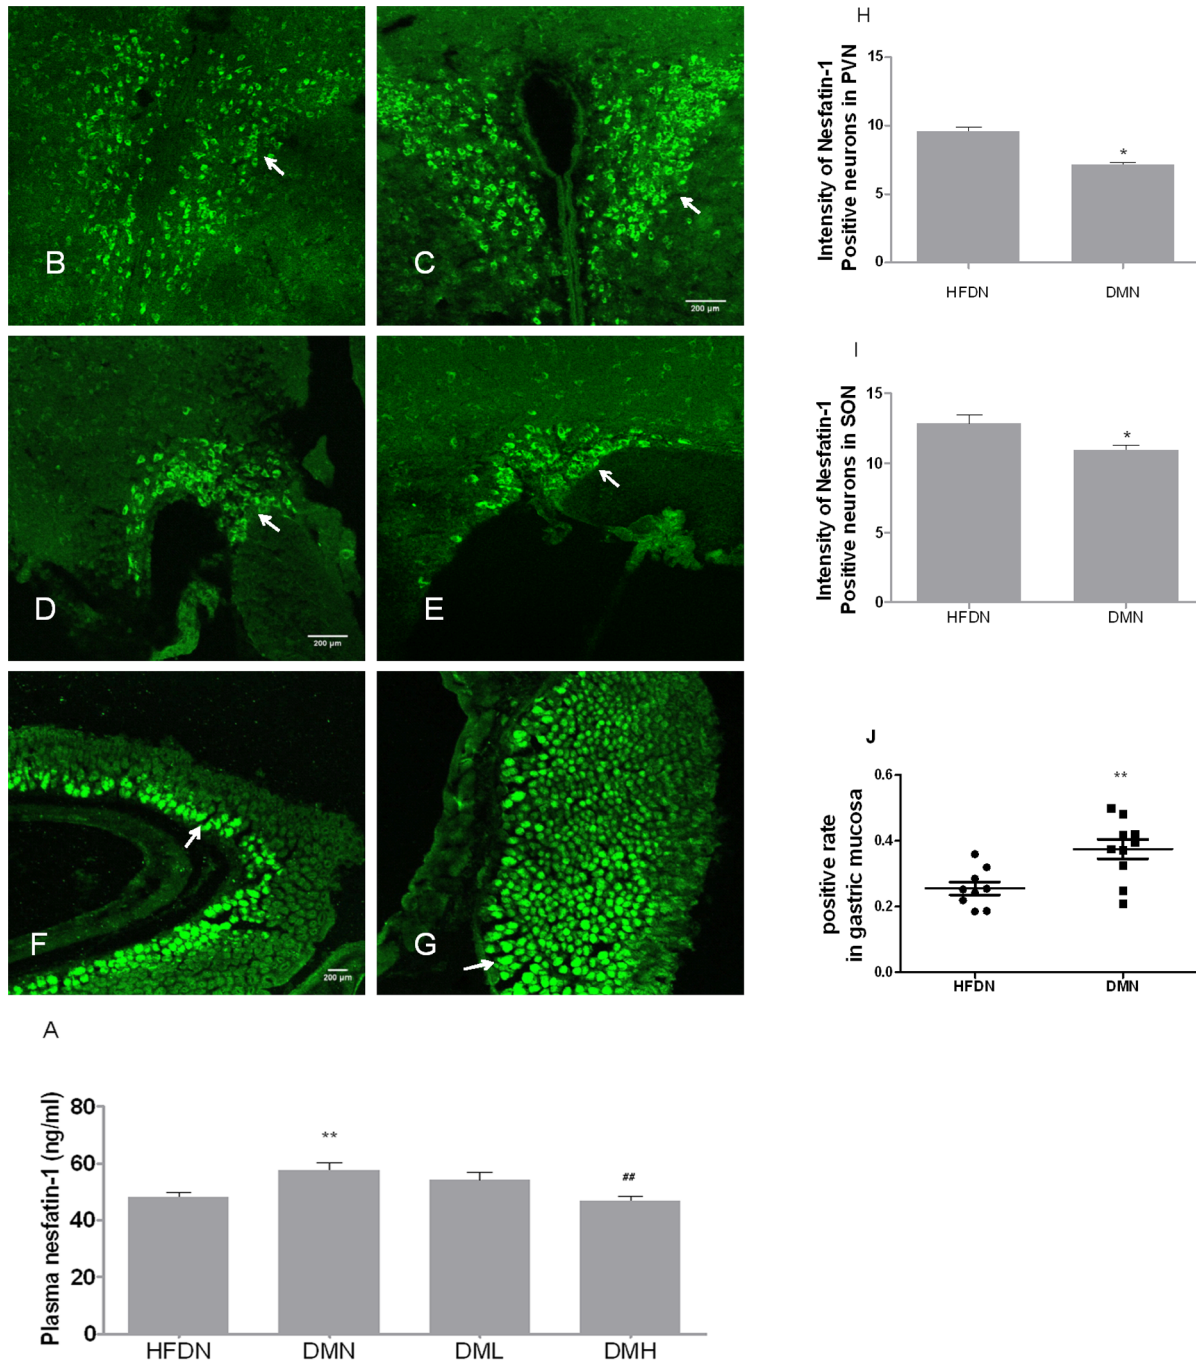 B
C
200 µm
D
200 µm
E
F
200 µm
G
H
Intensity of Nesfatin-1
Positive neurons in PVN
15
10
5
0
*
HFDN
DMN
I
Intensity of Nesfatin-1
Positive neurons in SON
15
10
5
0
*
HFDN
DMN
J
positive rate
in gastric mucosa
0.6
0.4
0.2
0.0
**
HFDN
DMN
A
Plasma nesfatin-1 (ng/ml)
80
60
40
20
0
**
##
HFDN
DMN
DML
DMH